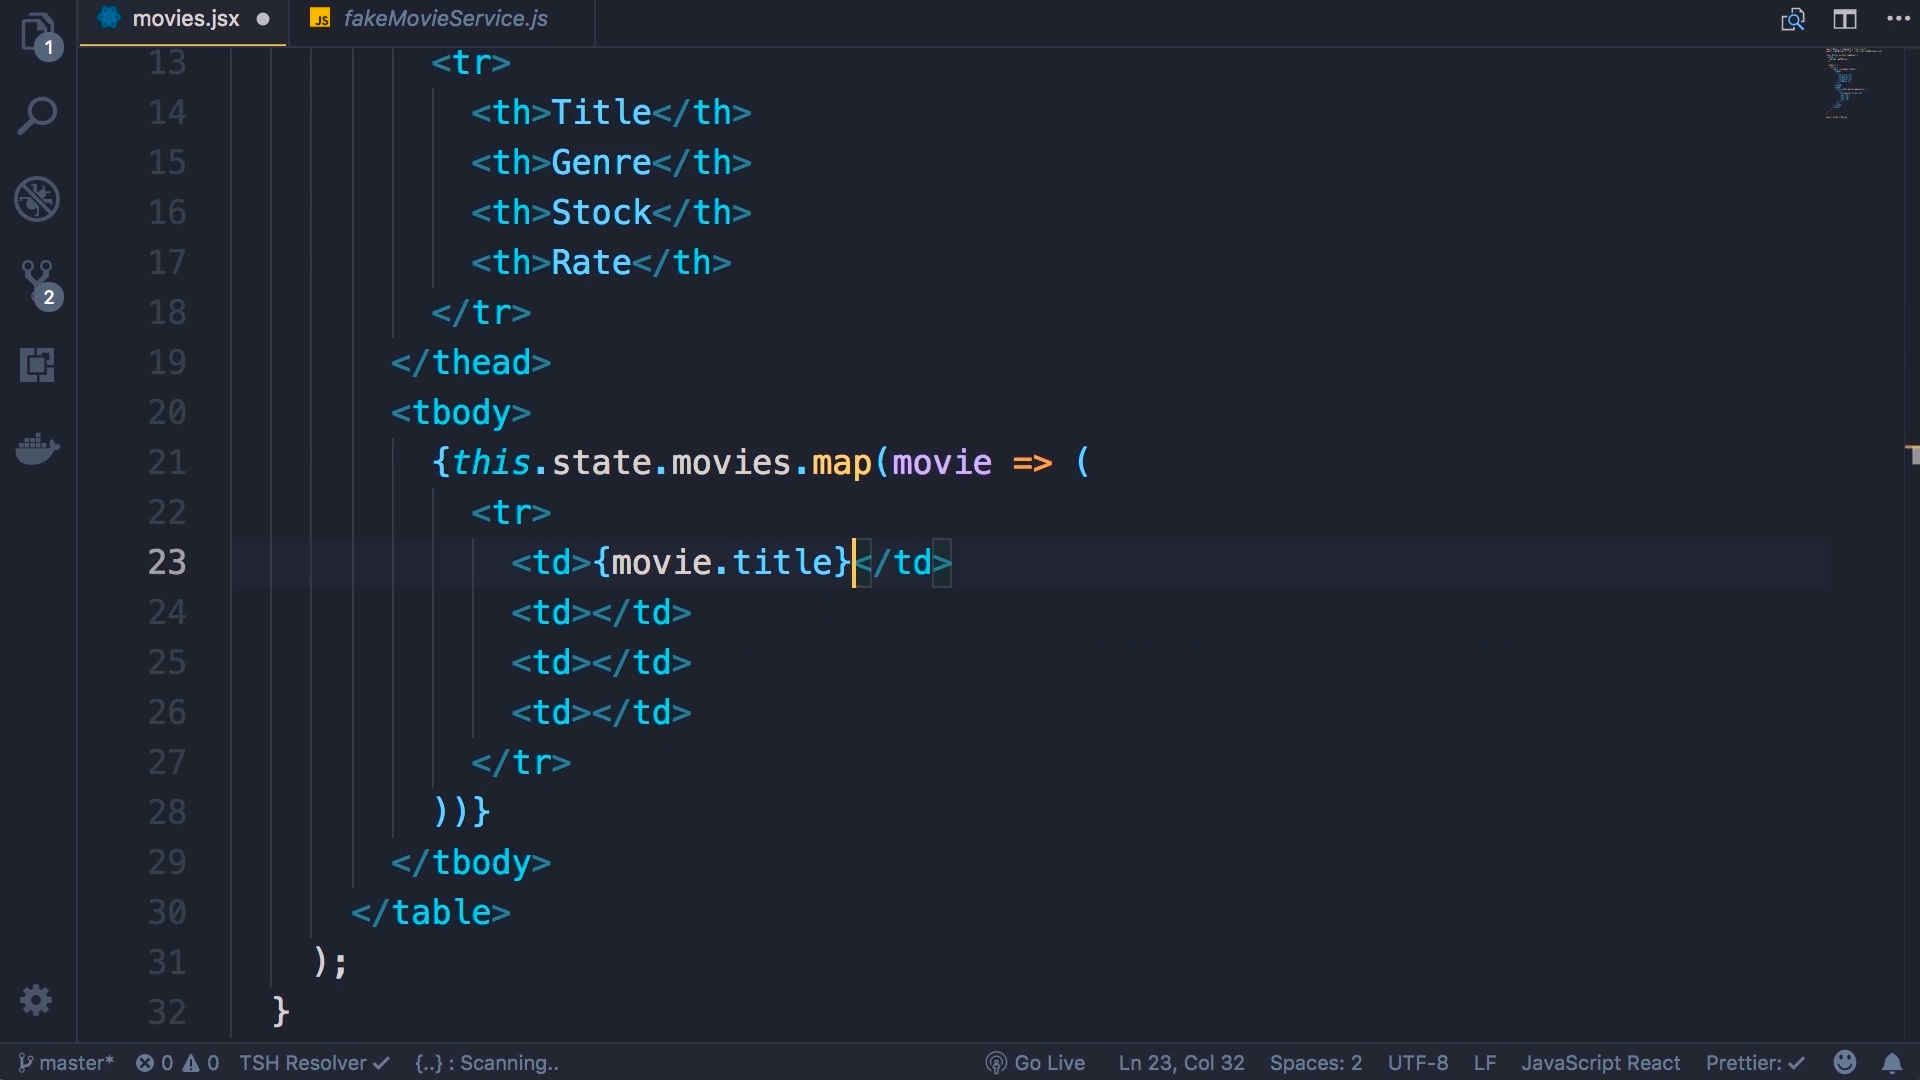 movies.jsx
fakeMovieService.js
1
2
13 <tr>
14 <th>Title</th>
15 <th>Genre</th>
16 <th>Stock</th>
17 <th>Rate</th>
18 </tr>
19 </thead>
20 <tbody>
21 {this.state.movies.map(movie => (
22 <tr>
23 <td>{movie.title}</td>
24 <td></td>
25 <td></td>
26 <td></td>
27 </tr>
28 ))}
29 </tbody>
30 </table>
31 );
32 }
master* 0 0 TSH Resolver ✓ {..} : Scanning.. Go Live Ln 23, Col 32 Spaces: 2 UTF-8 LF JavaScript React Prettier: ✓